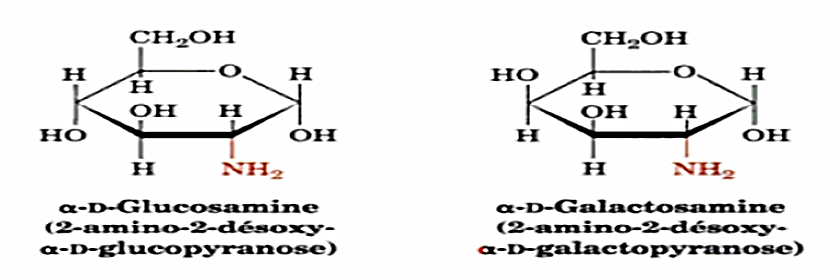 CH₂OH
H O H
H
OH H
HO OH
H NH₂
α-D-Glucosamine
(2-amino-2-désoxy-
α-D-glucopyranose)
CH₂OH
HO O H
H
OH H
H OH
H NH₂
α-D-Galactosamine
(2-amino-2-désoxy-
α-D-galactopyranose)